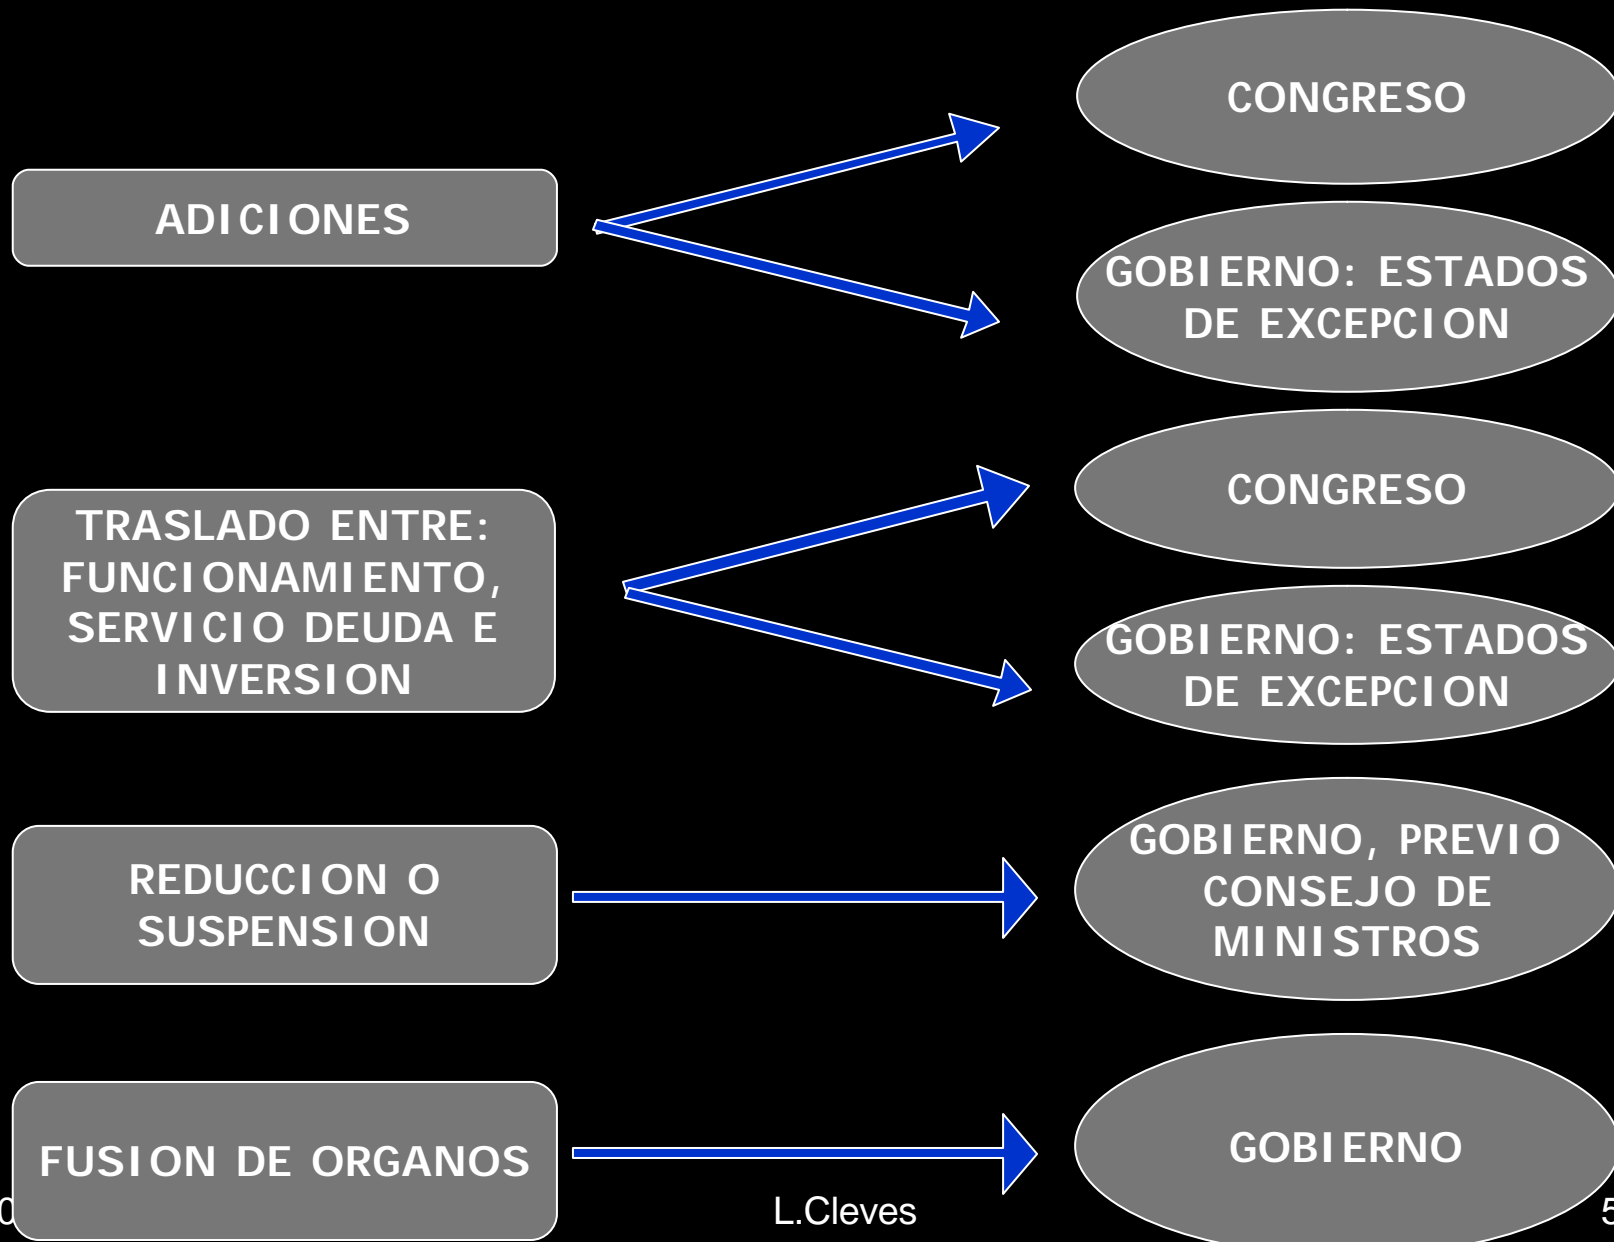 ADICIONES
CONGRESO
GOBIERNO: ESTADOS
DE EXCEPCION
TRASLADO ENTRE:
FUNCIONAMIENTO,
SERVICIO DEUDA E
INVERSION
CONGRESO
GOBIERNO: ESTADOS
DE EXCEPCION
REDUCCION O
SUSPENSION
GOBIERNO, PREVIO
CONSEJO DE
MINISTROS
FUSION DE ORGANOS
GOBIERNO
L.Cleves